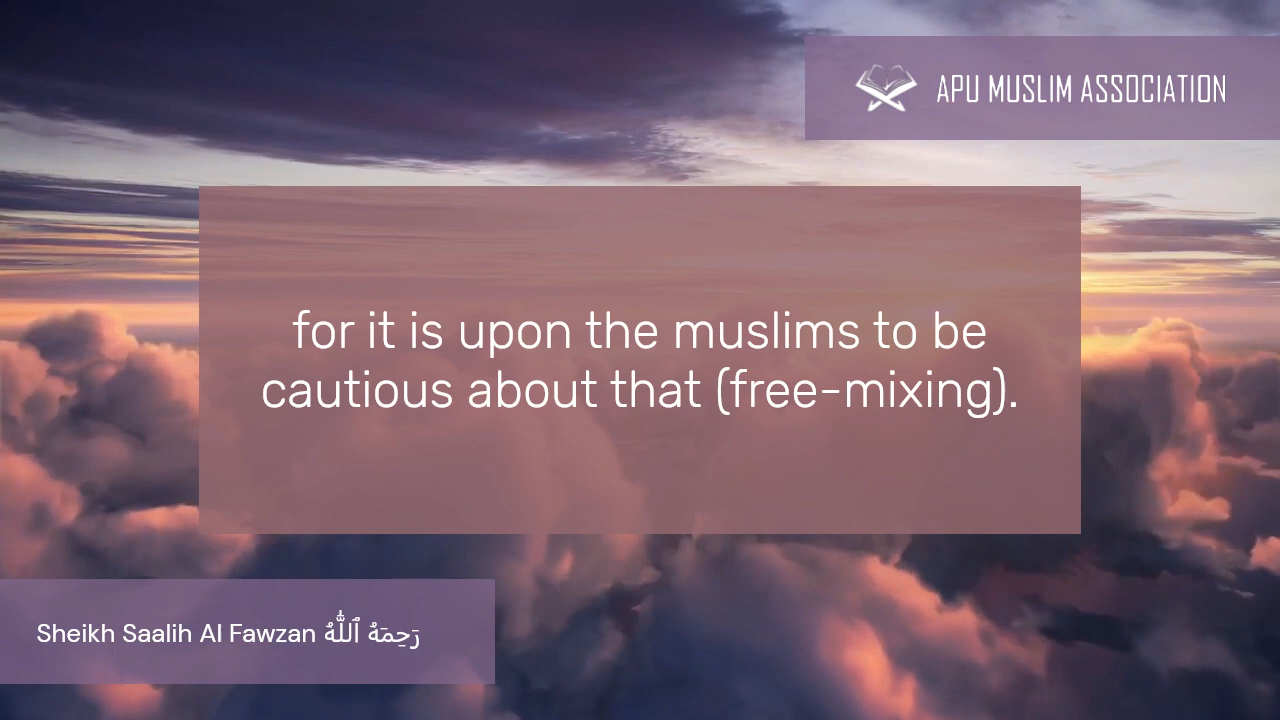 APU MUSLIM ASSOCIATION
for it is upon the muslims to be
cautious about that (free-mixing).
Sheikh Saalih Al Fawzan رَحِمَهُ ٱللَّٰهُ